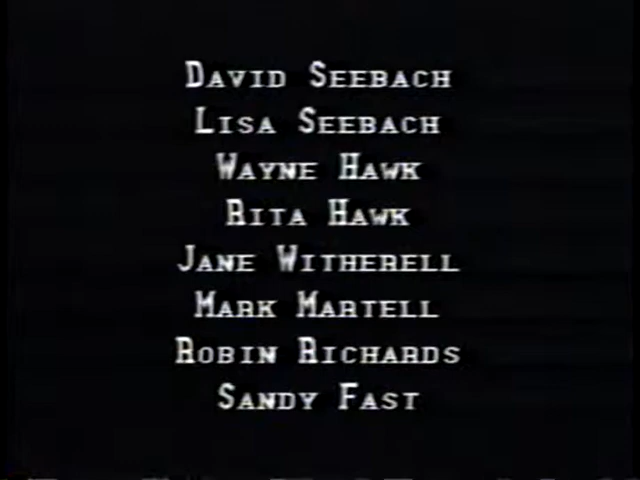 David Seebach
Lisa Seebach
Wayne Hawk
Rita Hawk
Jane Witherell
Mark Martell
Robin Richards
Sandy Fast